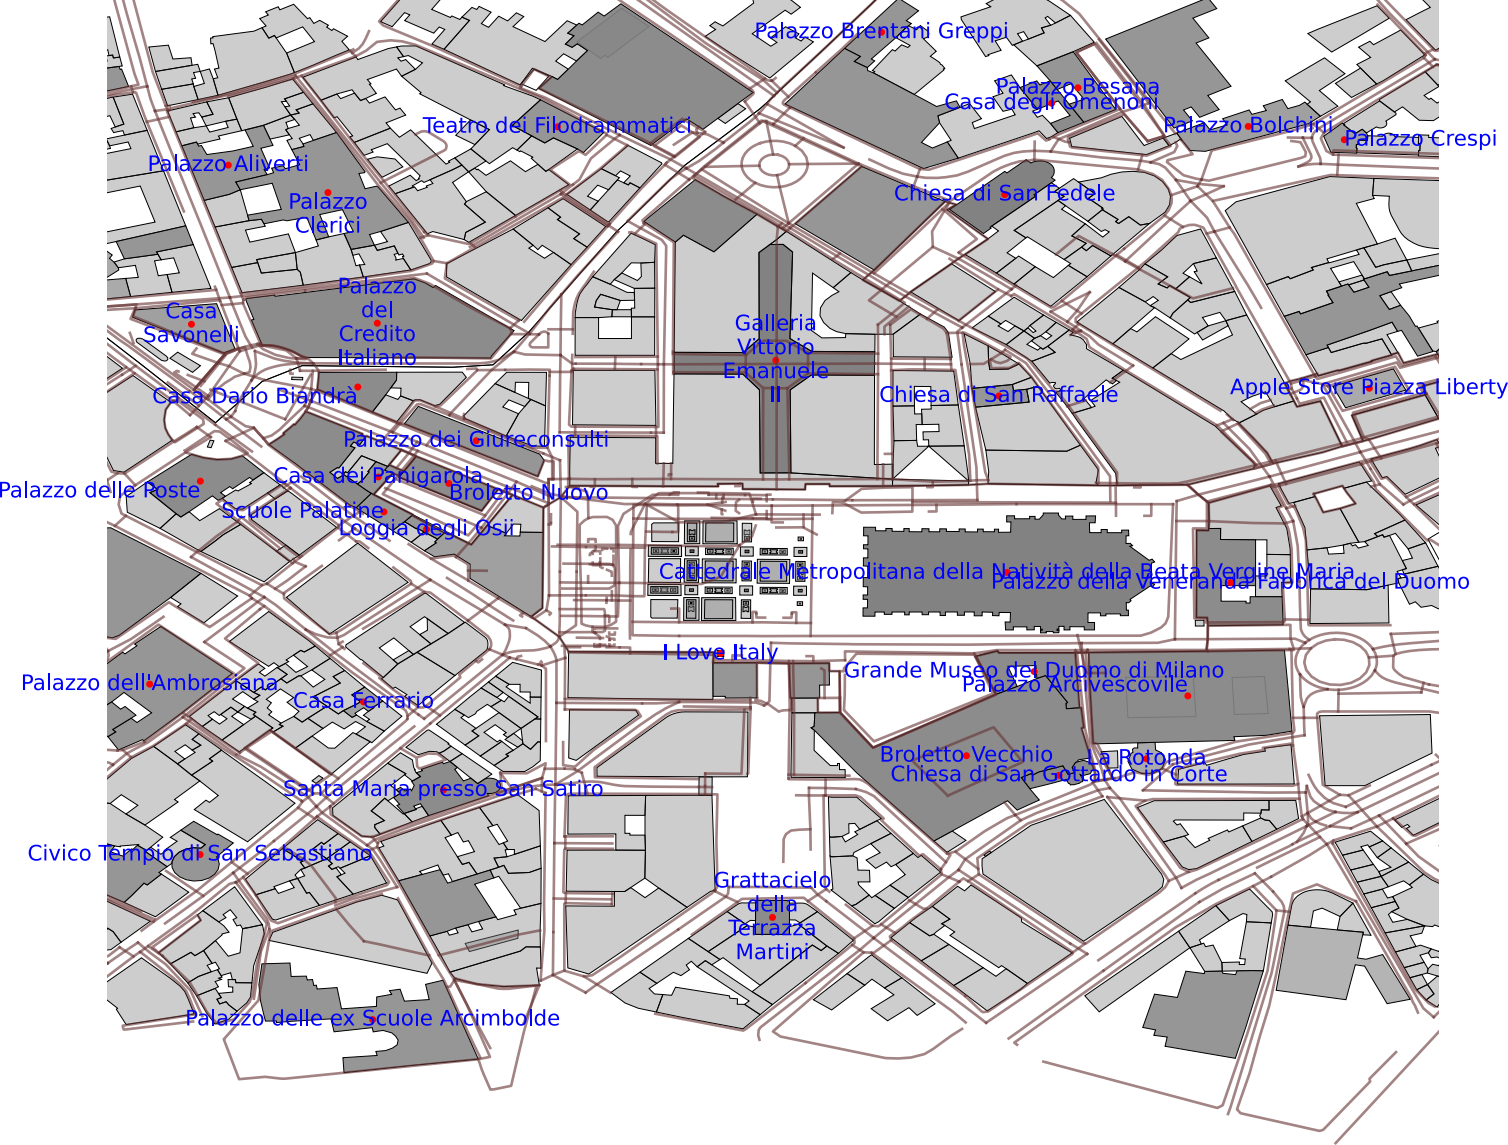 Palazzo Brentani Greppi
Palazzo Besana
Casa degli Omenoni
Teatro dei Filodrammatici
Palazzo Bolchini
Palazzo Crespi
Palazzo Aliverti
Palazzo
Clerici
Chiesa di San Fedele
Palazzo
del
Credito
Italiano
Casa
Savonelli
Galleria
Vittorio
Emanuele
II
Casa Dario Biandrà
Chiesa di San Raffaele
Apple Store Piazza Liberty
Palazzo dei Giureconsulti
Casa dei Panigarola
Palazzo delle Poste
Broletto Nuovo
Scuole Palatine
Loggia degli Osii
Cattedrale Metropolitana della Natività della Beata Vergine Maria
Palazzo della Veneranda Fabbrica del Duomo
I Love Italy
Grande Museo del Duomo di Milano
Palazzo Arcivescovile
Palazzo dell'Ambrosiana
Casa Ferrario
Broletto Vecchio
La Rotonda
Chiesa di San Gottardo in Corte
Santa Maria presso San Satiro
Civico Tempio di San Sebastiano
Grattacielo
della
Terrazza
Martini
Palazzo delle ex Scuole Arcimbolde